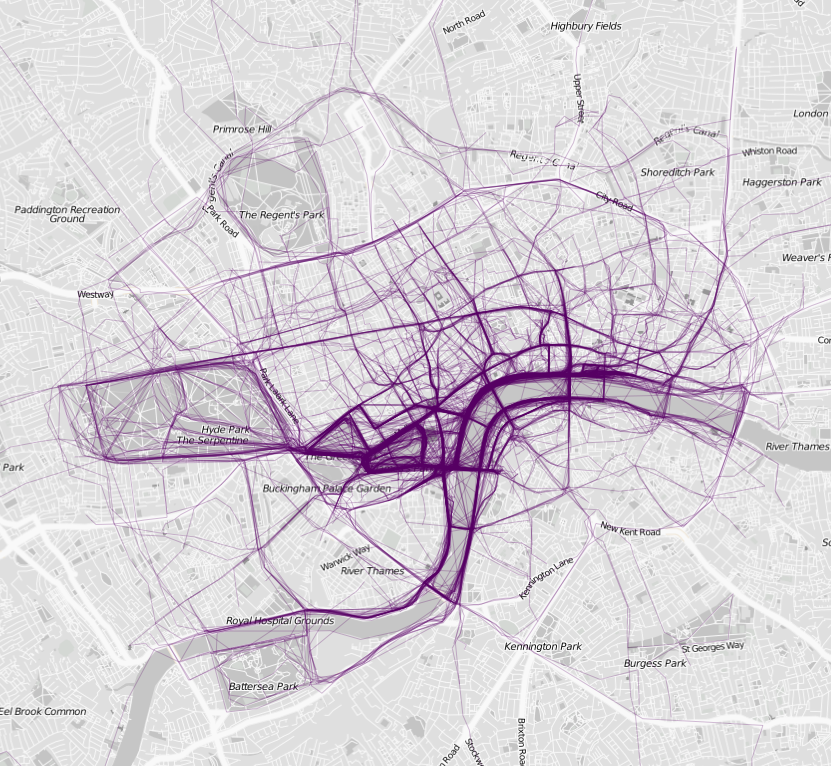 North Road
Highbury Fields
Upper Street
London
Primrose Hill
Regent's Canal
Regent's Canal
Whiston Road
Shoreditch Park
Haggerston Park
Paddington Recreation
Ground
The Regent's Park
Park Road
City Road
Westway
Park Lane
Hyde Park
The Serpentine
River Thames
Park
Buckingham Palace Garden
New Kent Road
Warwick Way
River Thames
Kennington Lane
Royal Hospital Grounds
Kennington Park
St Georges Way
Burgess Park
Battersea Park
Eel Brook Common
Brixton Road